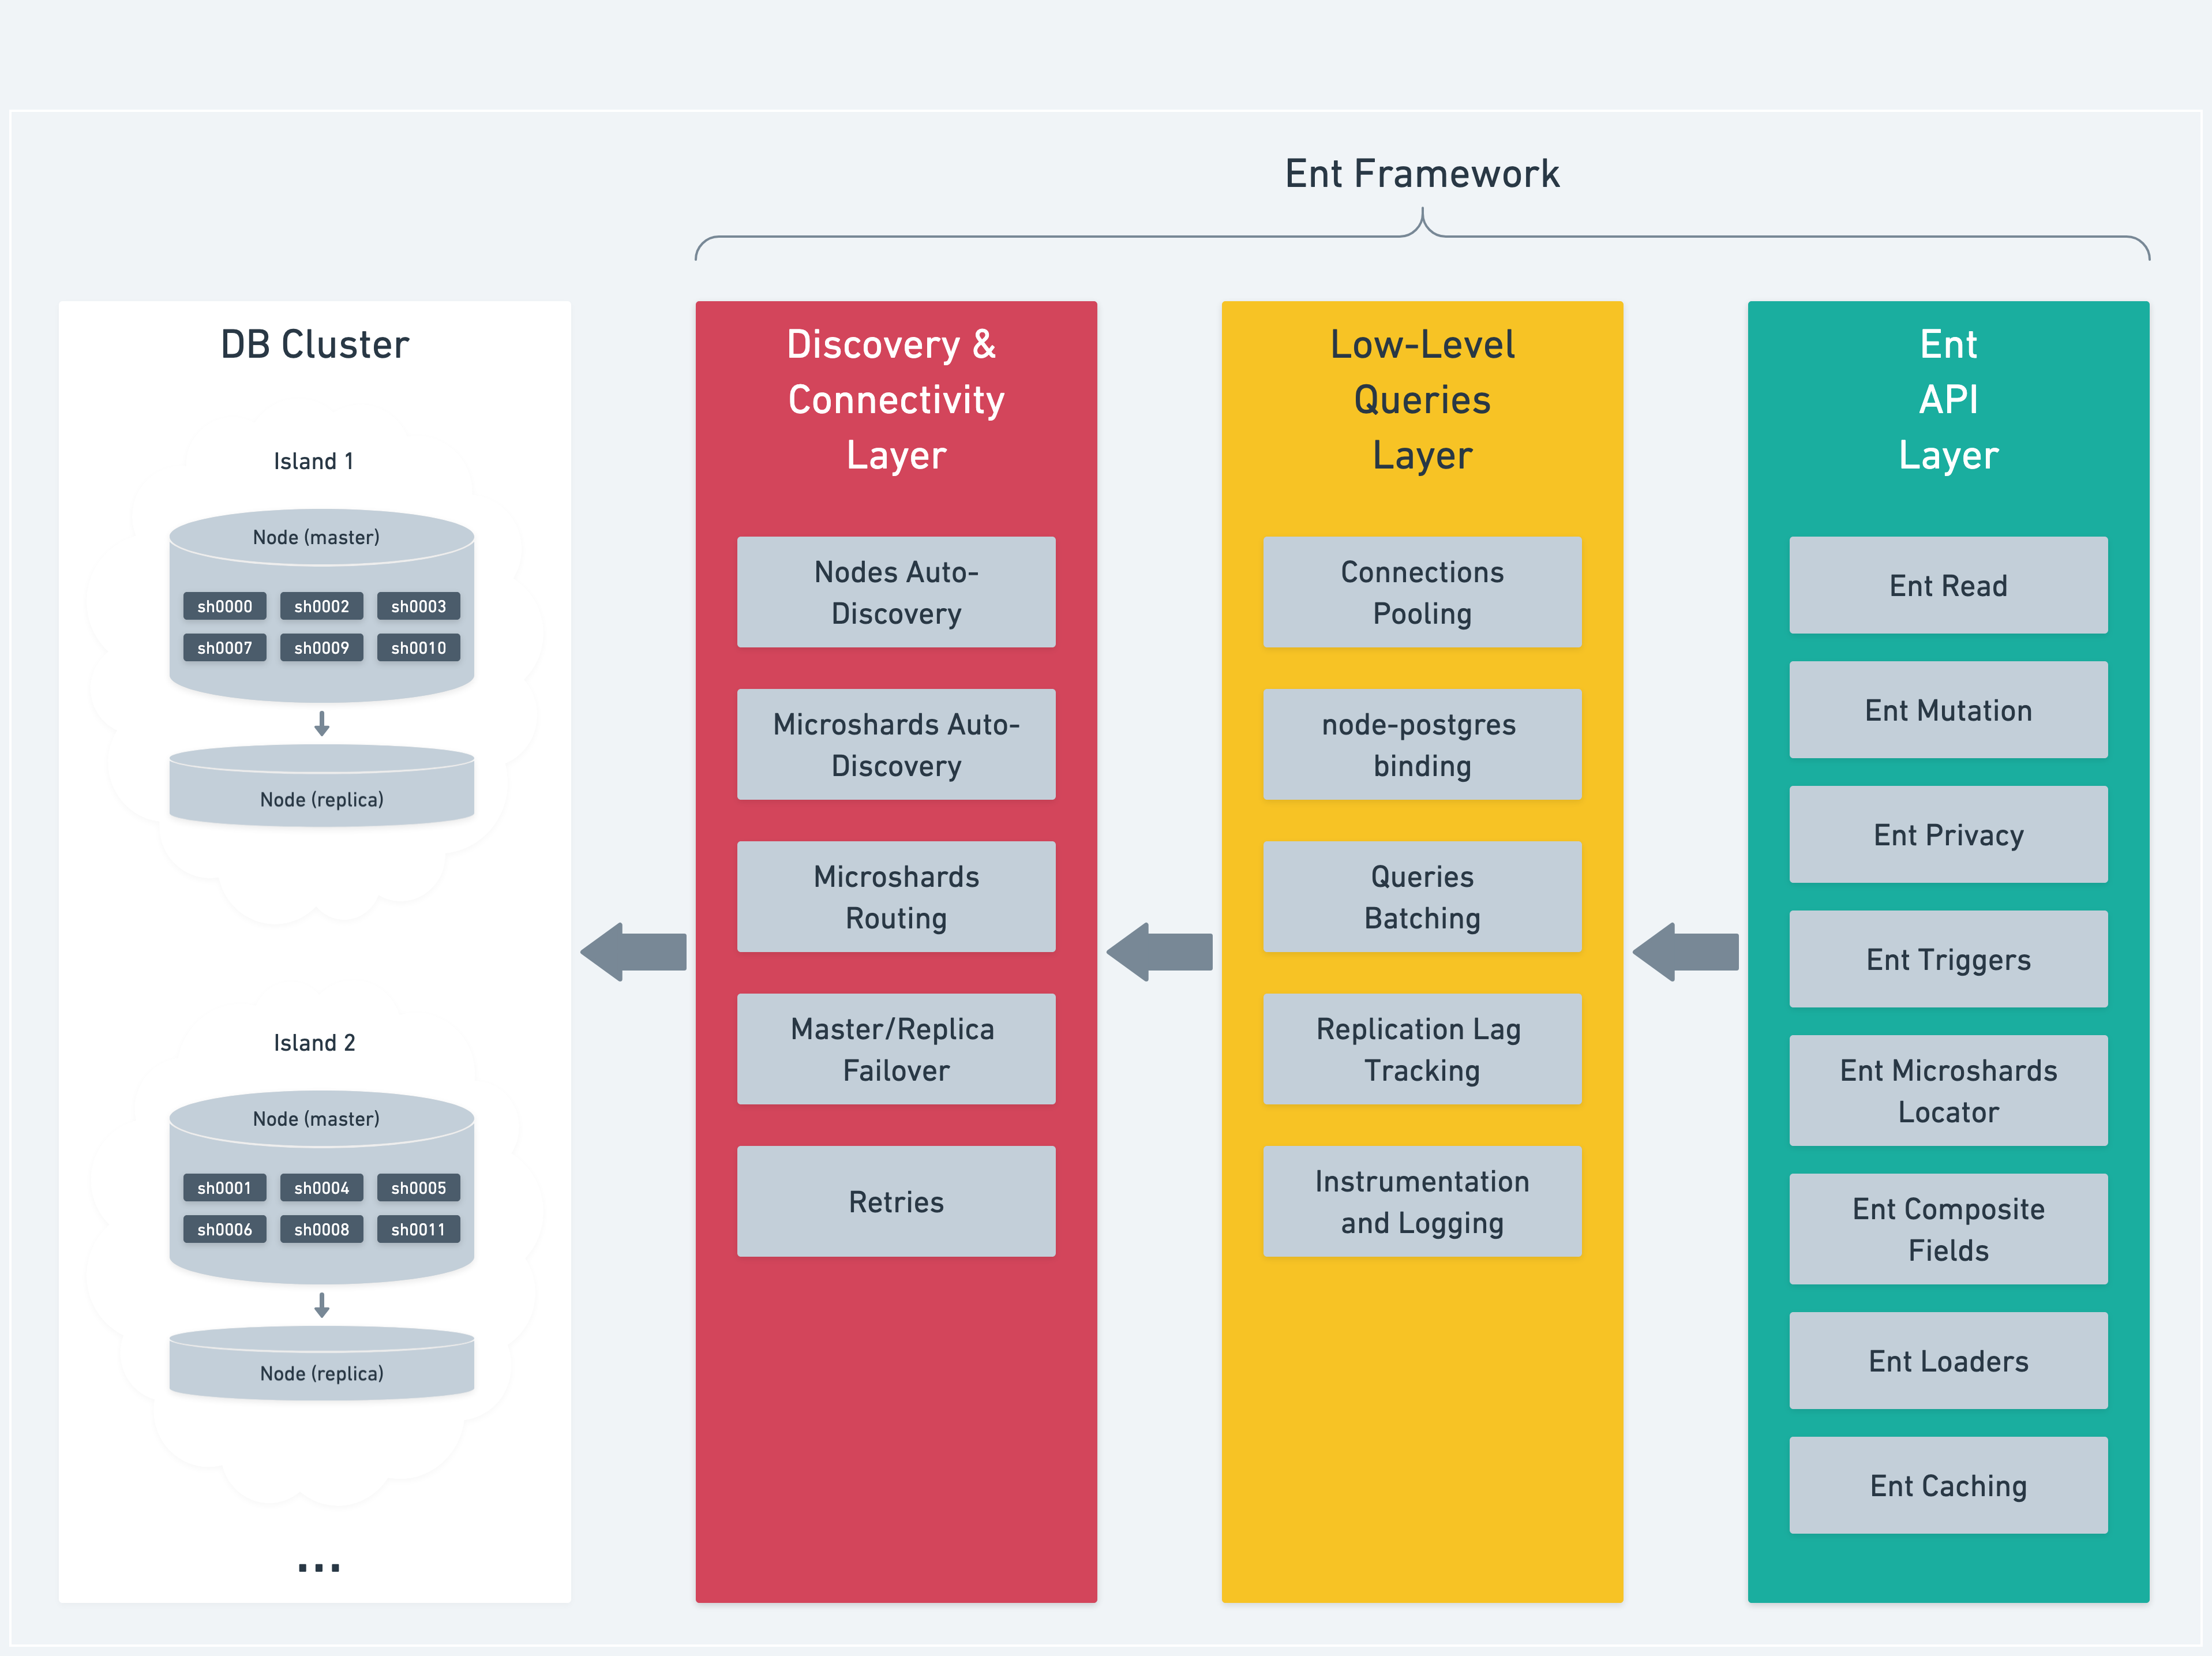 Ent Framework
DB Cluster
Island 1
Node (master)
sh0000 sh0002 sh0003
sh0007 sh0009 sh0010
Node (replica)
Island 2
Node (master)
sh0001 sh0004 sh0005
sh0006 sh0008 sh0011
Node (replica)
...
Discovery &
Connectivity
Layer
Nodes Auto-
Discovery
Microshards Auto-
Discovery
Microshards
Routing
Master/Replica
Failover
Retries
Low-Level
Queries
Layer
Connections
Pooling
node-postgres
binding
Queries
Batching
Replication Lag
Tracking
Instrumentation
and Logging
Ent
API
Layer
Ent Read
Ent Mutation
Ent Privacy
Ent Triggers
Ent Microshards
Locator
Ent Composite
Fields
Ent Loaders
Ent Caching